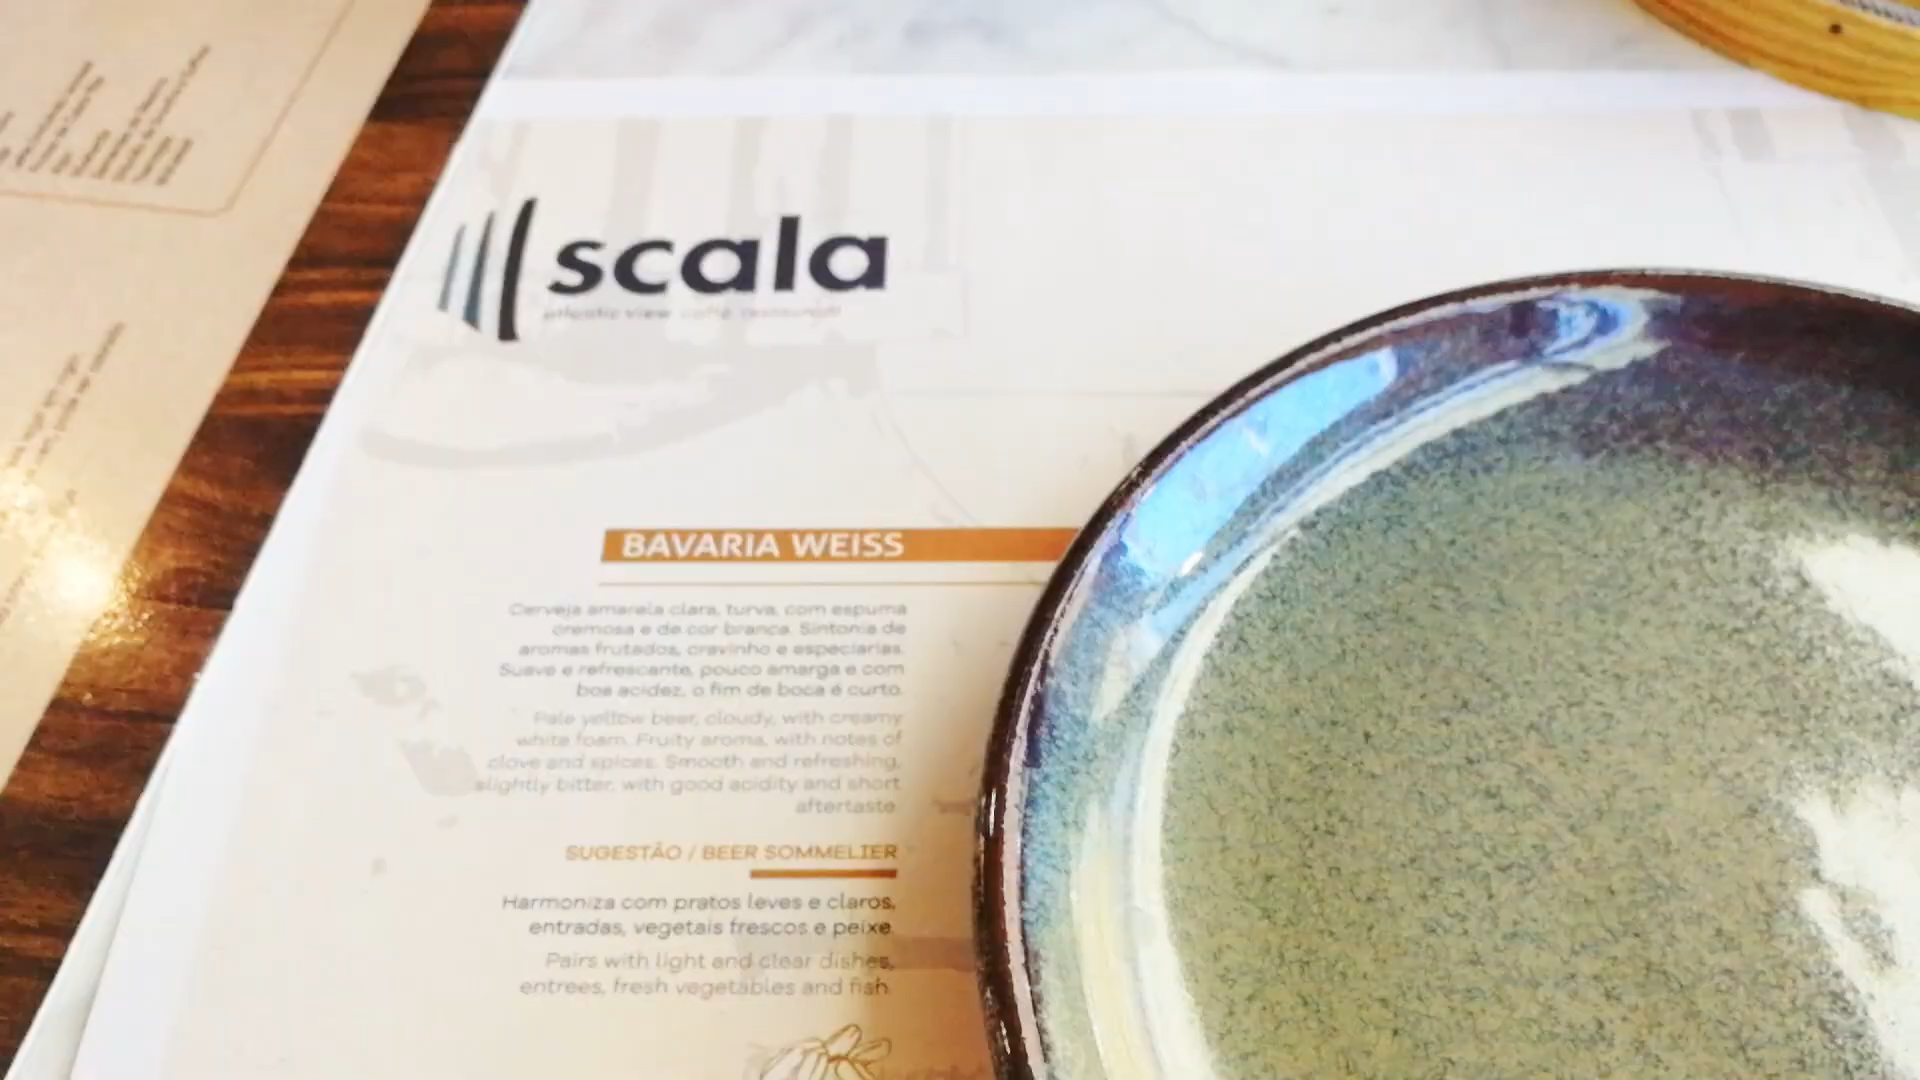 scala
atlantic view caffé restaurant
BAVARIA WEISS
Cerveja amarela clara, turva, com espuma
cremosa e de cor branca. Sintonia de
aromas frutados, cravinho e especiarias.
Suave e refrescante, pouco amarga e com
boa acidez, o fim de boca é curto.
Pale yellow beer, cloudy, with creamy
white foam. Fruity aroma, with notes of
clove and spices. Smooth and refreshing,
slightly bitter, with good acidity and short
aftertaste.
SUGESTÃO / BEER SOMMELIER
Harmoniza com pratos leves e claros,
entradas, vegetais frescos e peixe.
Pairs with light and clear dishes,
entrees, fresh vegetables and fish.